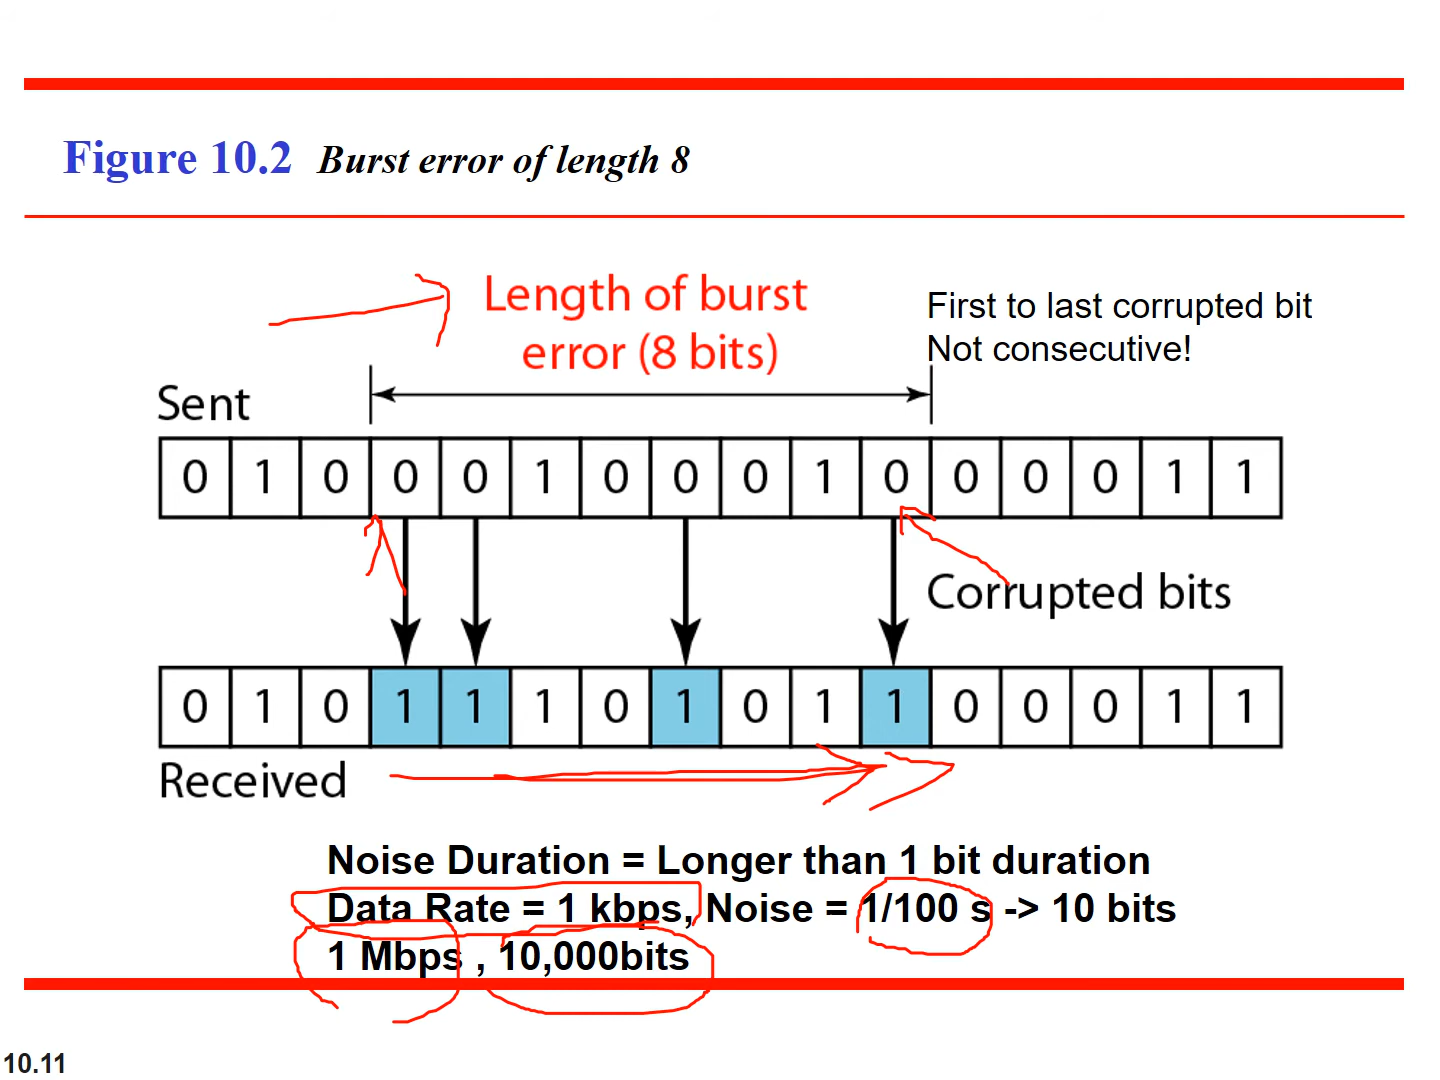 Figure 10.2 Burst error of length 8
Length of burst
error (8 bits)
First to last corrupted bit
Not consecutive!
Sent
0 1 0 0 0 1 0 0 0 1 0 0 0 0 1 1
Corrupted bits
0 1 0 1 1 1 0 1 0 1 1 0 0 0 1 1
Received
Noise Duration = Longer than 1 bit duration
Data Rate = 1 kbps, Noise = 1/100 s -> 10 bits
1 Mbps , 10,000bits
10.11